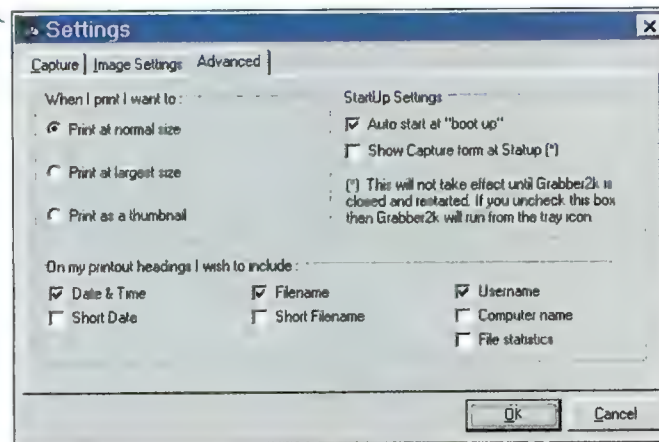 Settings
Capture Image Settings Advanced
When I print I want to :
Print at normal size
Print at largest size
Print as a thumbnail
StartUp Settings
Auto start at "boot up"
Show Capture form at Statup (*)
(*) This will not take effect until Grabber2k is
closed and restarted. If you uncheck this box
then Grabber2k will run from the tray icon
On my printout headings I wish to include :
Date & Time
Filename
Username
Short Date
Short Filename
Computer name
File statistics
Ok
Cancel